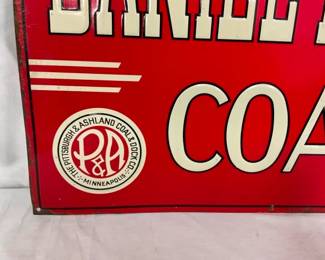 DANIEL
COA
THE PITTSBURGH & ASHLAND COAL & DOCK CO.
P&A
MINNEAPOLIS